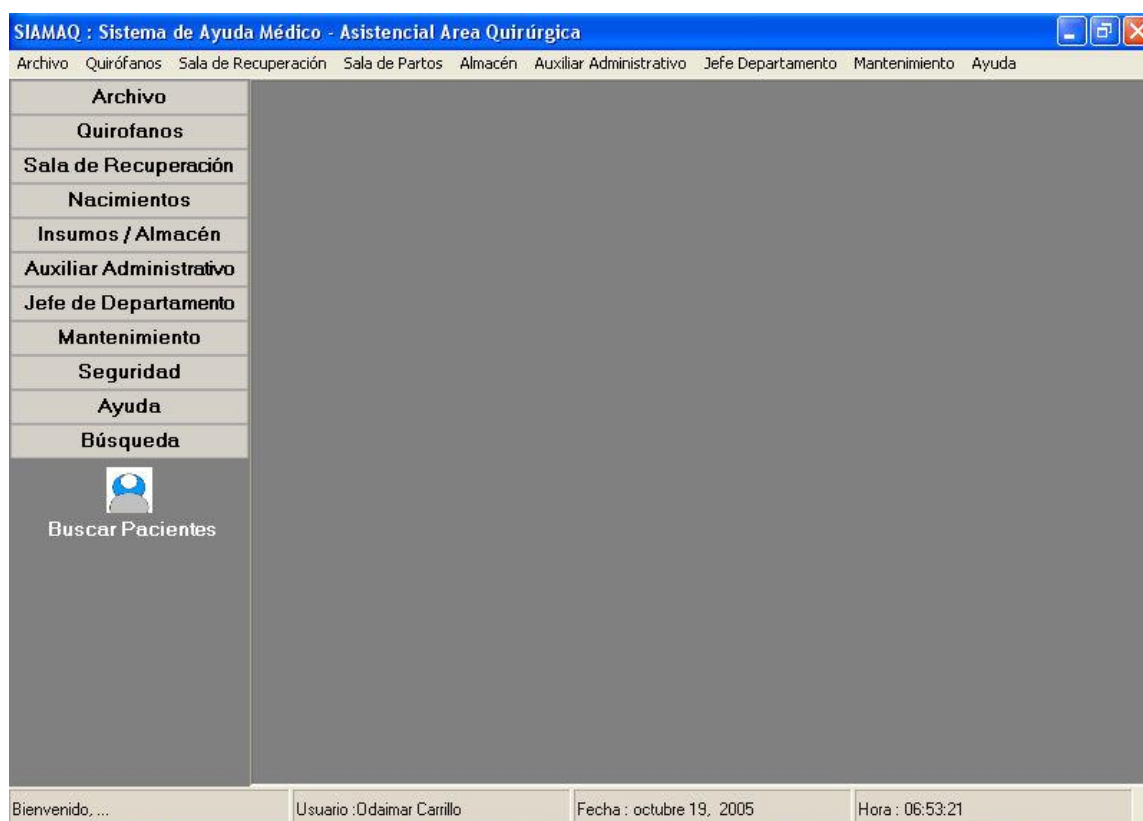 SIAMAQ : Sistema de Ayuda Médico - Asistencial Area Quirúrgica
Archivo Quirófanos Sala de Recuperación Sala de Partos Almacén Auxiliar Administrativo Jefe Departamento Mantenimiento Ayuda
Archivo
Quirofanos
Sala de Recuperación
Nacimientos
Insumos / Almacén
Auxiliar Administrativo
Jefe de Departamento
Mantenimiento
Seguridad
Ayuda
Búsqueda
Buscar Pacientes
Bienvenido, ... Usuario :Odaimar Carrillo Fecha : octubre 19, 2005 Hora : 06:53:21